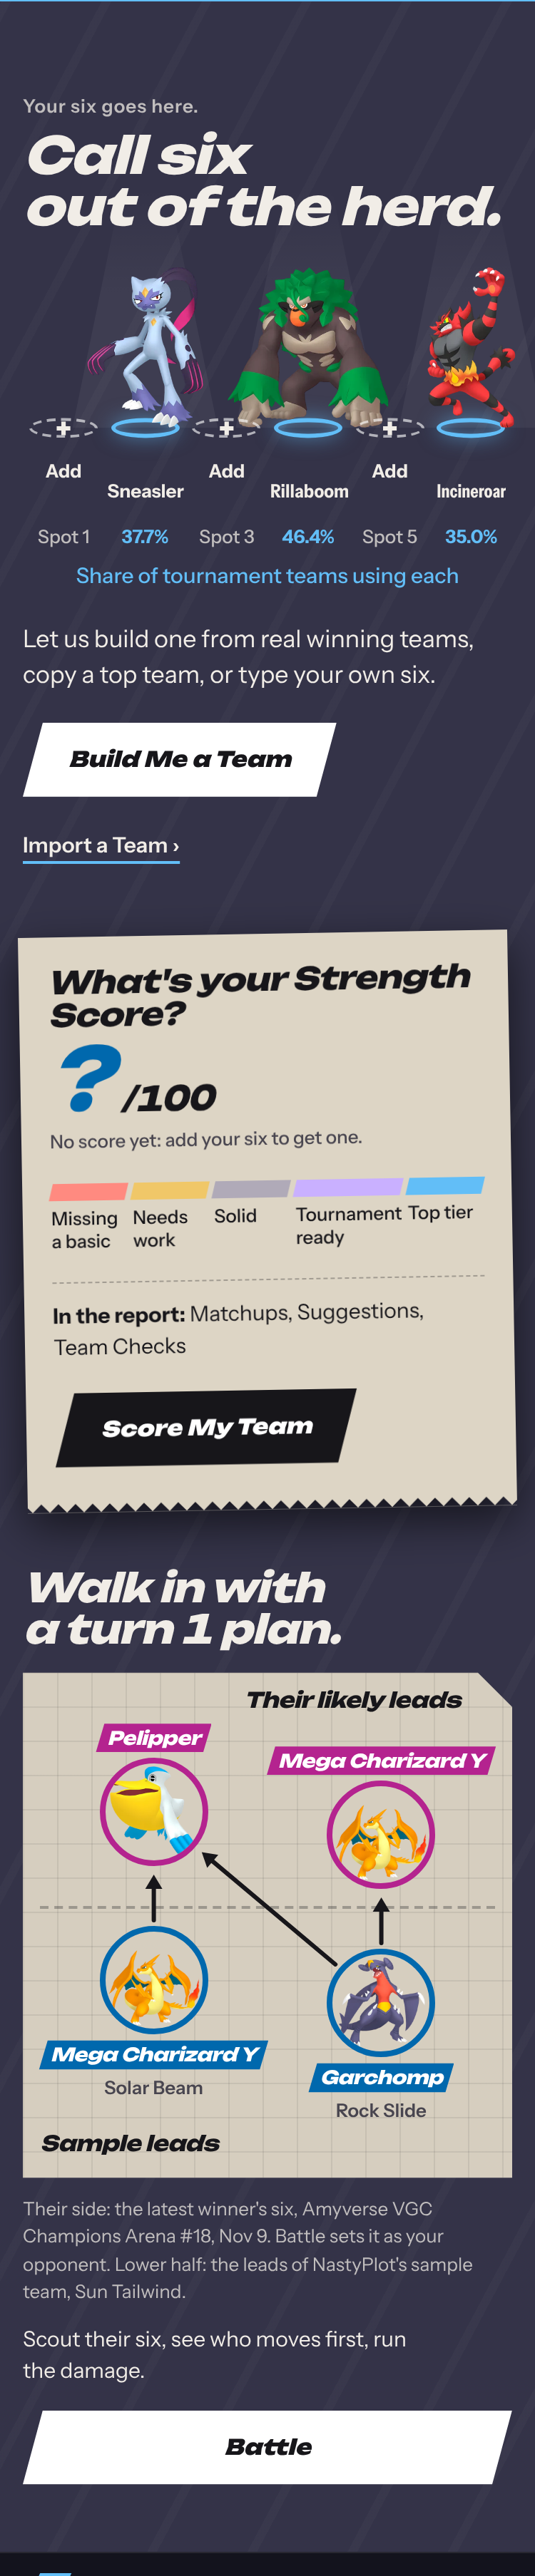 Your six goes here.
Call six
out of the herd.
Add
Sneasler
Add
Rillaboom
Add
Incineroar
Spot 1
37.7%
Spot 3
46.4%
Spot 5
35.0%
Share of tournament teams using each
Let us build one from real winning teams,
copy a top team, or type your own six.
Build Me a Team
Import a Team ›
What's your Strength
Score?
?/100
No score yet: add your six to get one.
Missing
a basic
Needs
work
Solid
Tournament
ready
Top tier
In the report: Matchups, Suggestions,
Team Checks
Score My Team
Walk in with
a turn 1 plan.
Their likely leads
Pelipper
Mega Charizard Y
Mega Charizard Y
Solar Beam
Garchomp
Rock Slide
Sample leads
Their side: the latest winner's six, Amyverse VGC
Champions Arena #18, Nov 9. Battle sets it as your
opponent. Lower half: the leads of NastyPlot's sample
team, Sun Tailwind.
Scout their six, see who moves first, run
the damage.
Battle